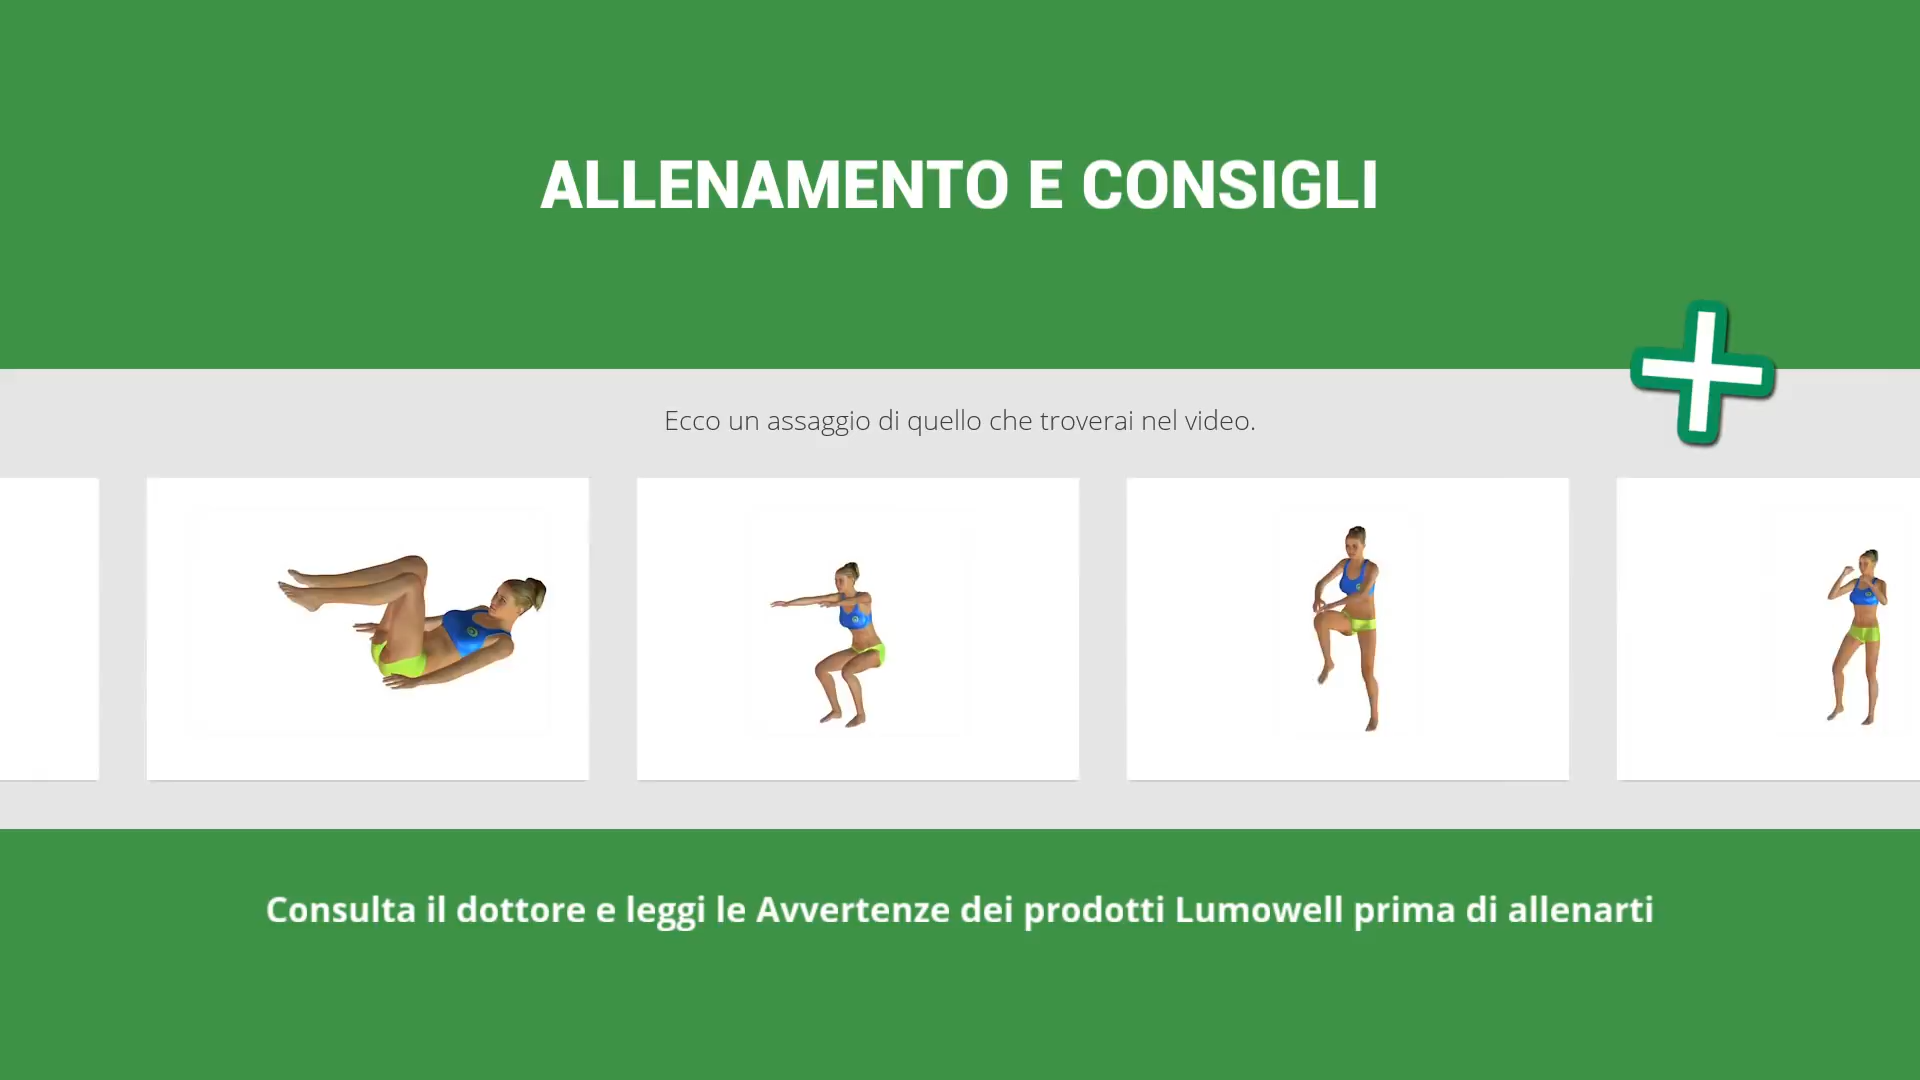 ALLENAMENTO E CONSIGLI
Ecco un assaggio di quello che troverai nel video.
Consulta il dottore e leggi le Avvertenze dei prodotti Lumowell prima di allenarti